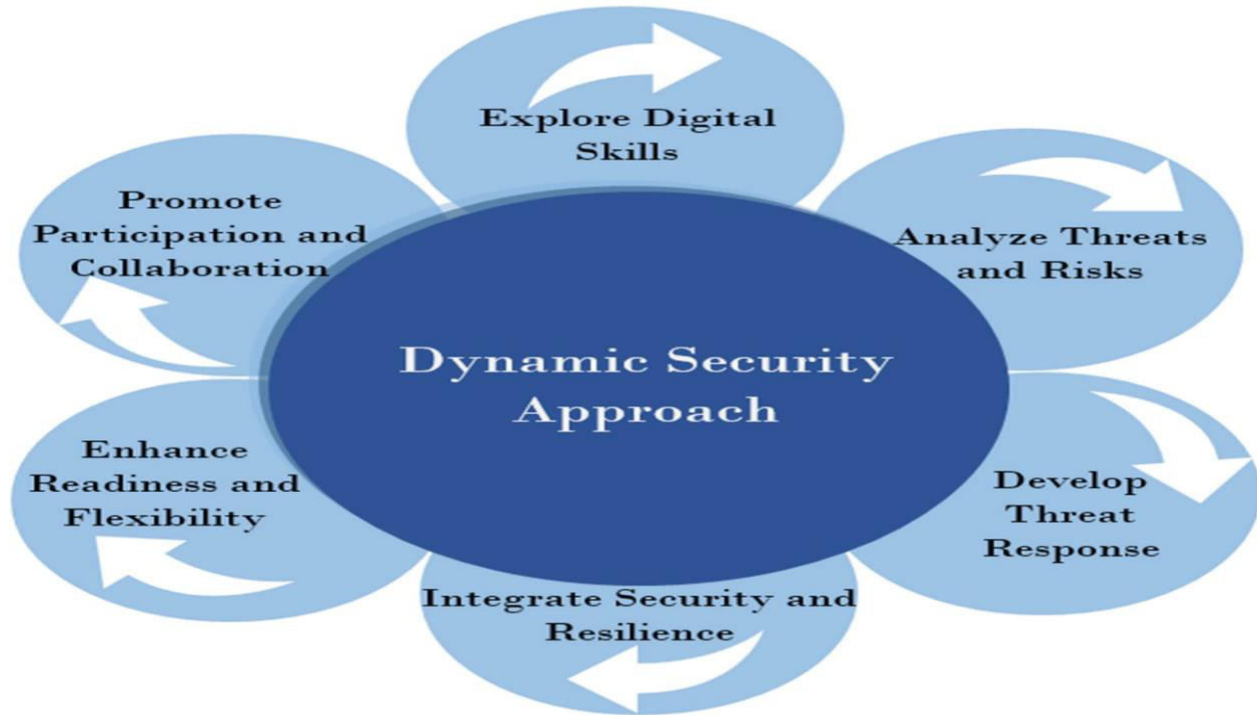 Explore Digital
Skills
Analyze Threats
and Risks
Develop
Threat
Response
Integrate Security and
Resilience
Enhance
Readiness and
Flexibility
Promote
Participation and
Collaboration
Dynamic Security
Approach